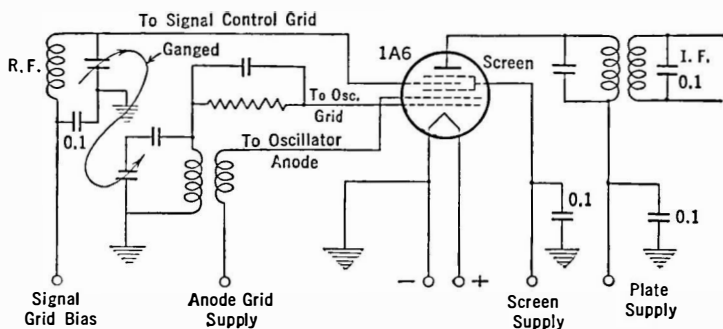 To Signal Control Grid
Ganged
1A6
Screen
R.F.
I.F.
0.1
To Osc.
Grid
0.1
To Oscillator
Anode
0.1
0.1
- +
Signal
Grid Bias
Anode Grid
Supply
Screen
Supply
Plate
Supply